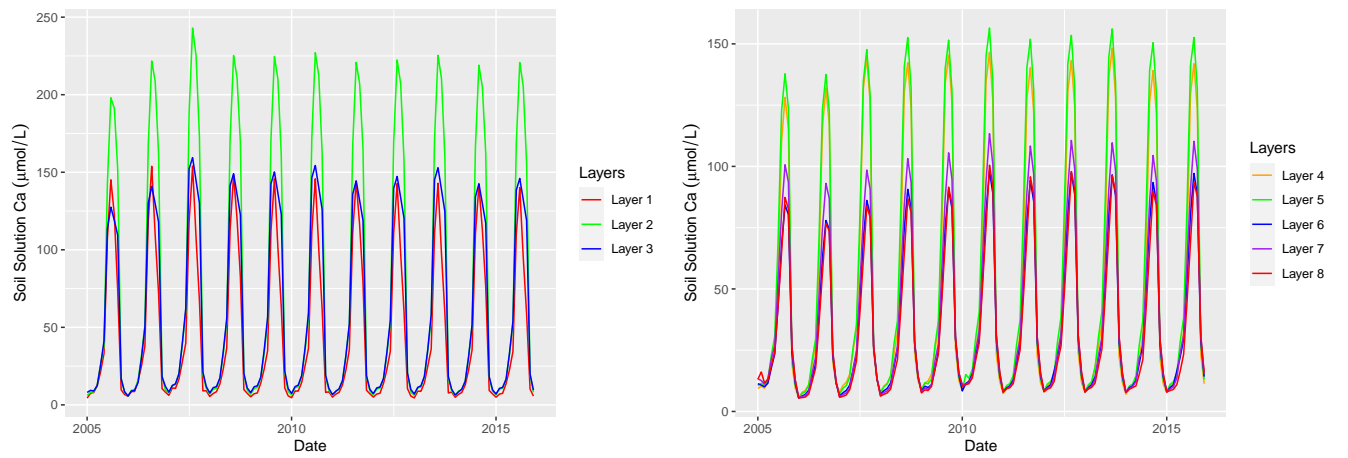 250
200
150
100
50
0
Soil Solution Ca (µmol/L)
2005
2010
2015
Date
Layers
Layer 1
Layer 2
Layer 3
150
100
50
0
Soil Solution Ca (µmol/L)
2005
2010
2015
Date
Layers
Layer 4
Layer 5
Layer 6
Layer 7
Layer 8